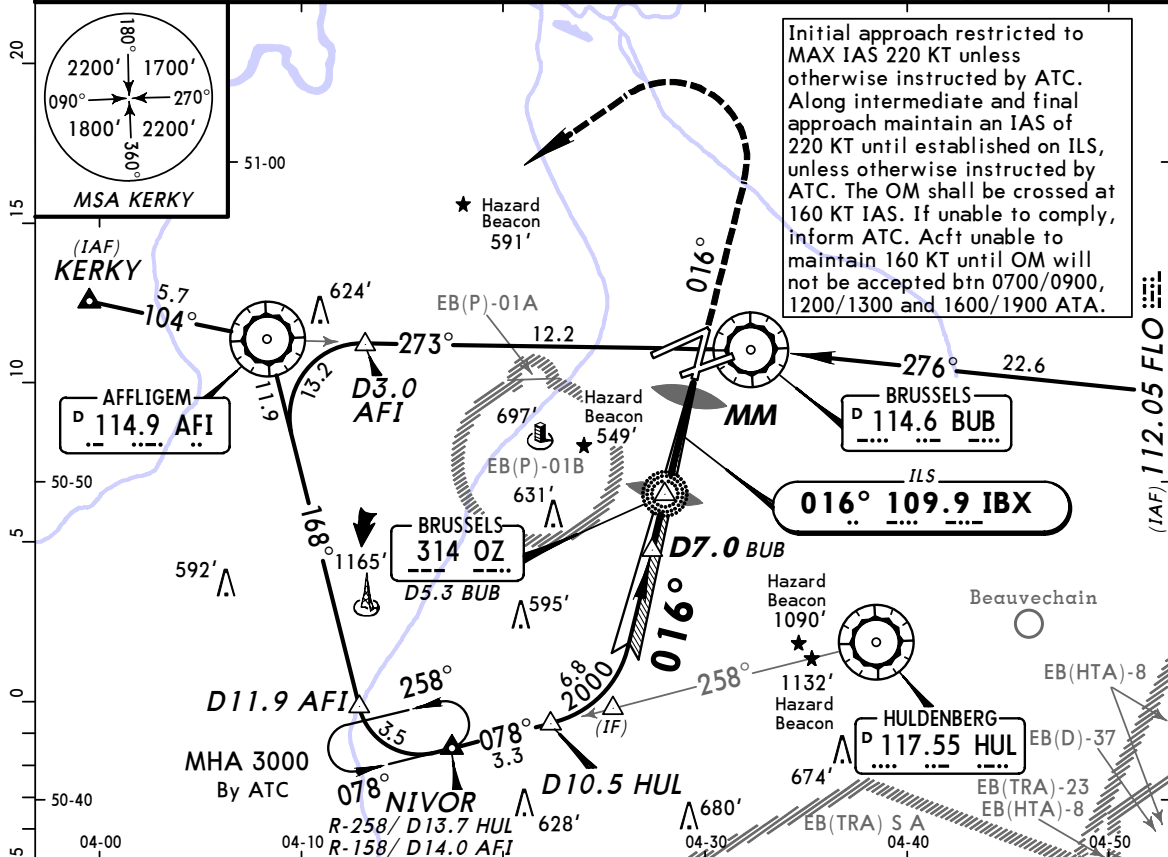 20
15
10
5
0
5
180°
2200'
1700'
090°
270°
1800'
2200'
360°
MSA KERKY
51-00
Initial approach restricted to
MAX IAS 220 KT unless
otherwise instructed by ATC.
Along intermediate and final
approach maintain an IAS of
220 KT until established on ILS,
unless otherwise instructed by
ATC. The OM shall be crossed at
160 KT IAS. If unable to comply,
inform ATC. Acft unable to
maintain 160 KT until OM will
not be accepted btn 0700/0900,
1200/1300 and 1600/1900 ATA.
Hazard
Beacon
591'
(IAF)
KERKY
5.7
104°
624'
EB(P)-01A
016°
273°
12.2
276°
22.6
(IAF) 112.05 FLO
11.9
13.2
D3.0
AFI
AFFLIGEM
D 114.9 AFI
697'
Hazard
Beacon
549'
EB(P)-01B
MM
BRUSSELS
D 114.6 BUB
50-50
631'
ILS
016° 109.9 IBX
168°
BRUSSELS
314 OZ
D5.3 BUB
D7.0 BUB
1165'
592'
595'
016°
Hazard
Beacon
1090'
Beauvechain
1132'
Hazard
Beacon
258°
EB(HTA)-8
D11.9 AFI
258°
6.8
2000
(IF)
3.5
078°
3.3
HULDENBERG
D 117.55 HUL
EB(D)-37
MHA 3000
By ATC
078°
NIVOR
R-258/ D13.7 HUL
R-158/ D14.0 AFI
D10.5 HUL
674'
EB(TRA)-23
EB(HTA)-8
50-40
628'
680'
EB(TRA) S A
04-00
04-10
04-30
04-40
04-50